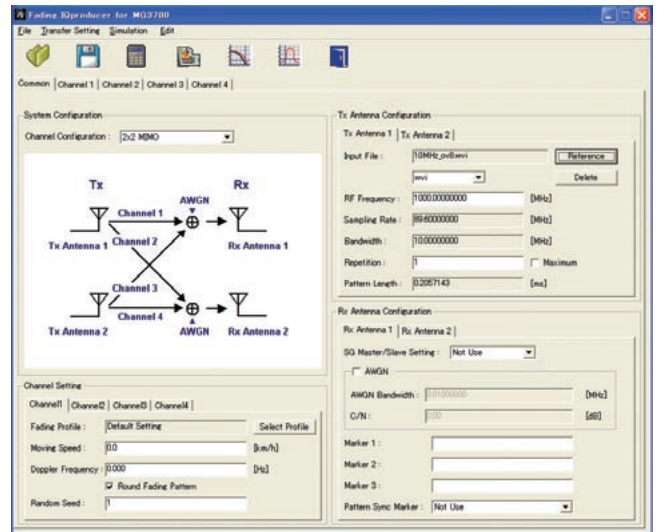 Fading IQproducer for MG3700
File Transfer Setting Simulation Edit
Common Channel 1 Channel 2 Channel 3 Channel 4
System Configuration
Channel Configuration : 2x2 MIMO
Tx Rx
AWGN
Channel 1
Tx Antenna 1 Channel 2 Rx Antenna 1
Channel 3
Channel 4
Tx Antenna 2 AWGN Rx Antenna 2
Channel Setting
Channel1 Channel2 Channel3 Channel4
Fading Profile : Default Setting Select Profile
Moving Speed : 0.0 [km/h]
Doppler Frequency : 0.000 [Hz]
Round Fading Pattern
Random Seed : 1
Tx Antenna Configuration
Tx Antenna 1 Tx Antenna 2
Input File : 10MHz_ov8.wvi Reference
wvi Delete
RF Frequency : 1000.00000000 [MHz]
Sampling Rate : 89.60000000 [MHz]
Bandwidth : 10.00000000 [MHz]
Repetition : 1 Maximum
Pattern Length : 0.2057143 [ms]
Rx Antenna Configuration
Rx Antenna 1 Rx Antenna 2
SG Master/Slave Setting : Not Use
AWGN
AWGN Bandwidth : 0.01000000 [MHz]
C/N : 0.00 [dB]
Marker 1 :
Marker 2 :
Marker 3 :
Pattern Sync Marker : Not Use